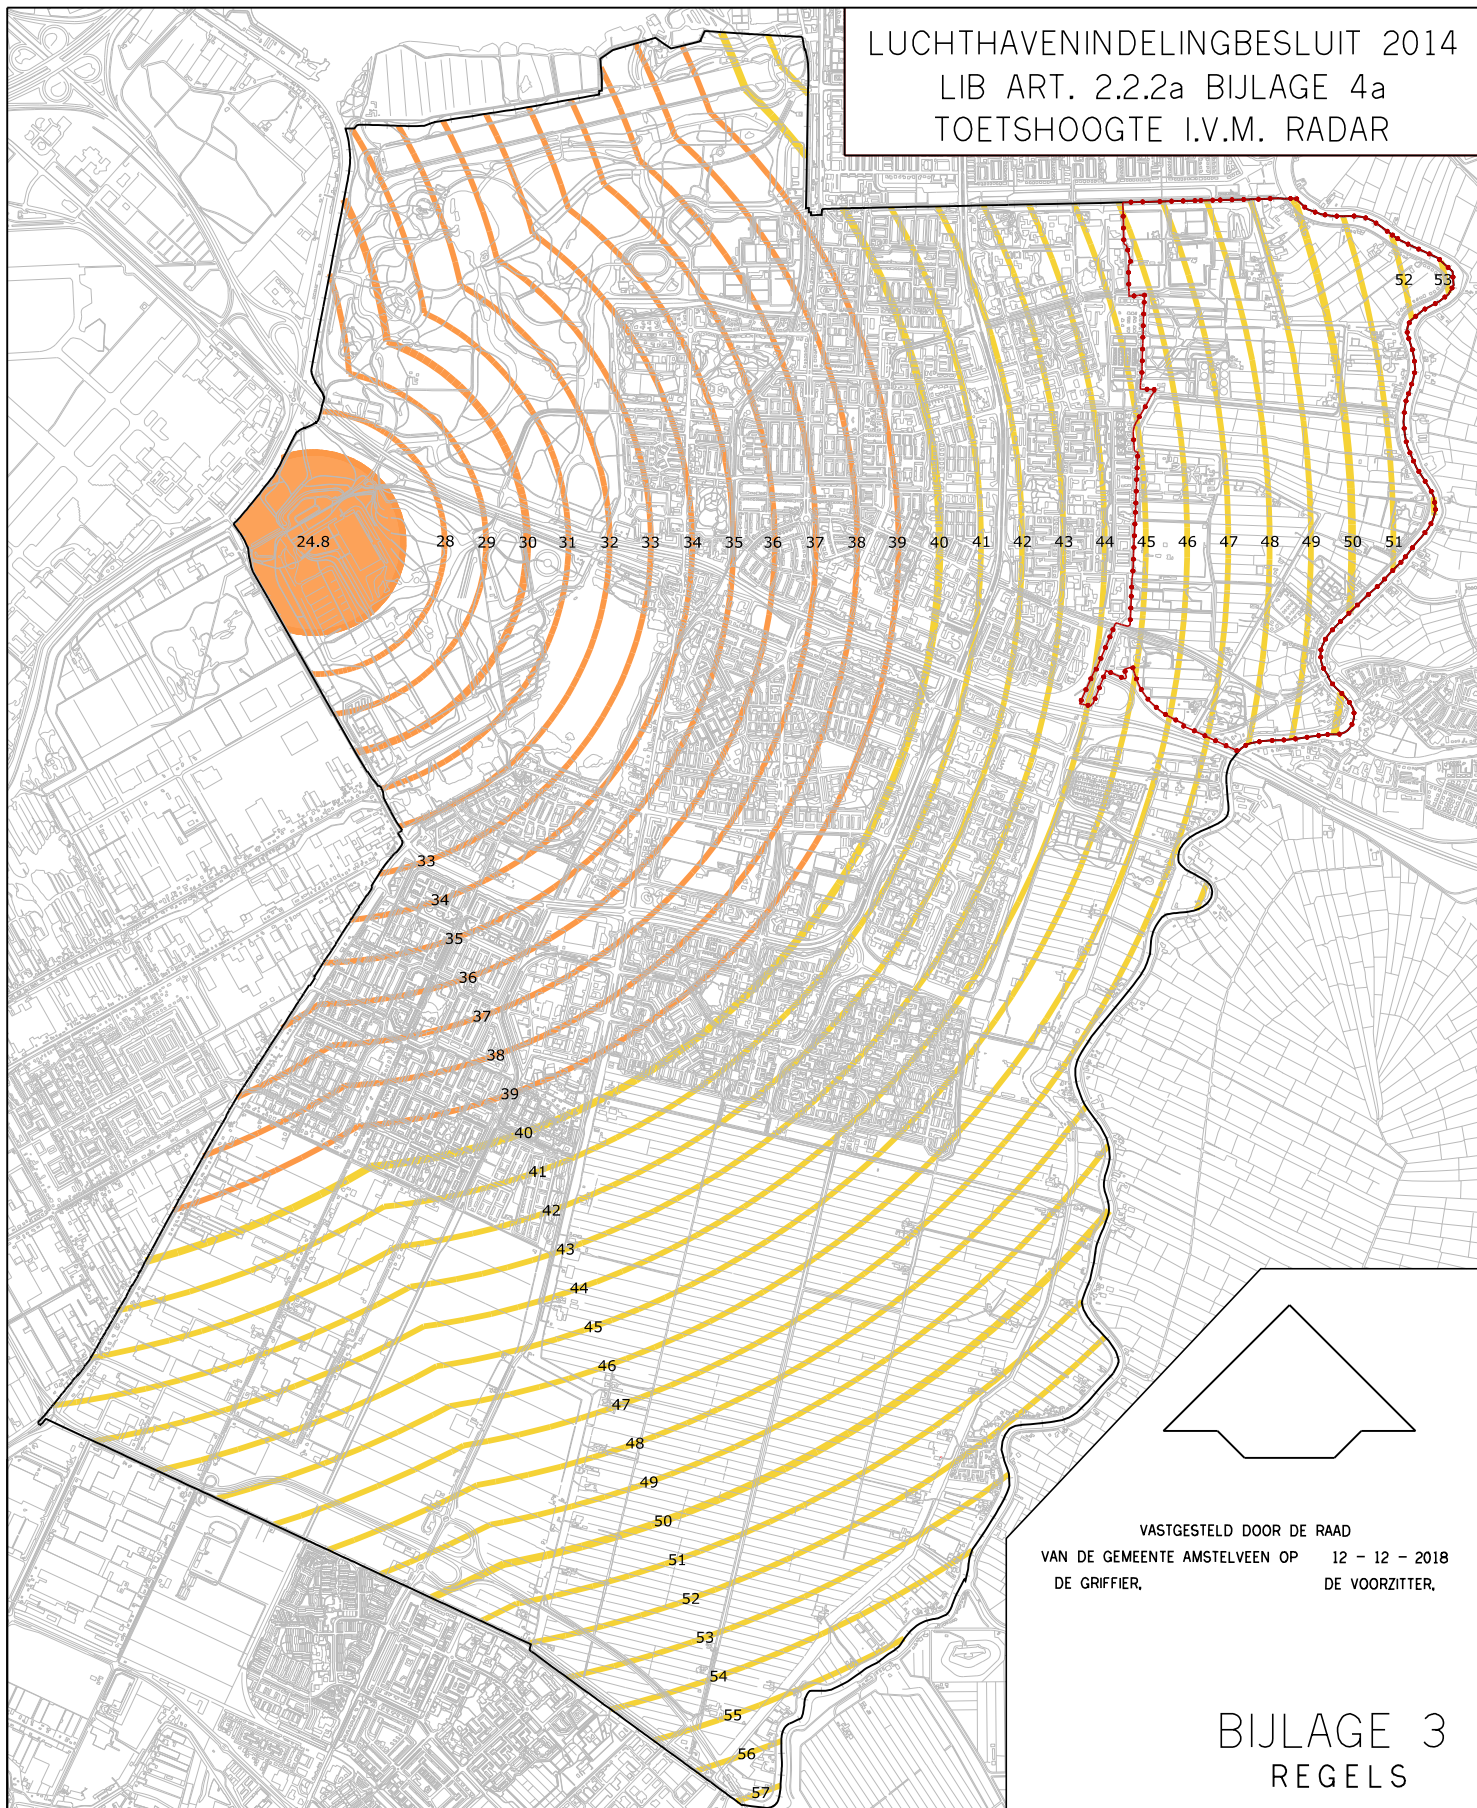 LUCHTHAVENINDELINGBESLUIT 2014
LIB ART. 2.2.2a BIJLAGE 4a
TOETSHOOGTE I.V.M. RADAR
52 53
24.8 28 29 30 31 32 33 34 35 36 37 38 39 40 41 42 43 44 45 46 47 48 49 50 51
33
34
35
36
37
38
39
40
41
42
43
44
45
46
47
48
49
50
51
52
53
54
55
56
57
VASTGESTELD DOOR DE RAAD
VAN DE GEMEENTE AMSTELVEEN OP 12 - 12 - 2018
DE GRIFFIER, DE VOORZITTER,
BIJLAGE 3
REGELS